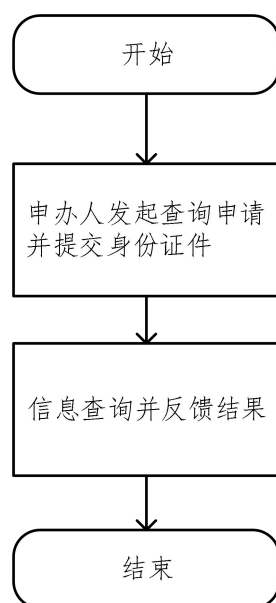 开始
申办人发起查询申请
并提交身份证件
信息查询并反馈结果
结束